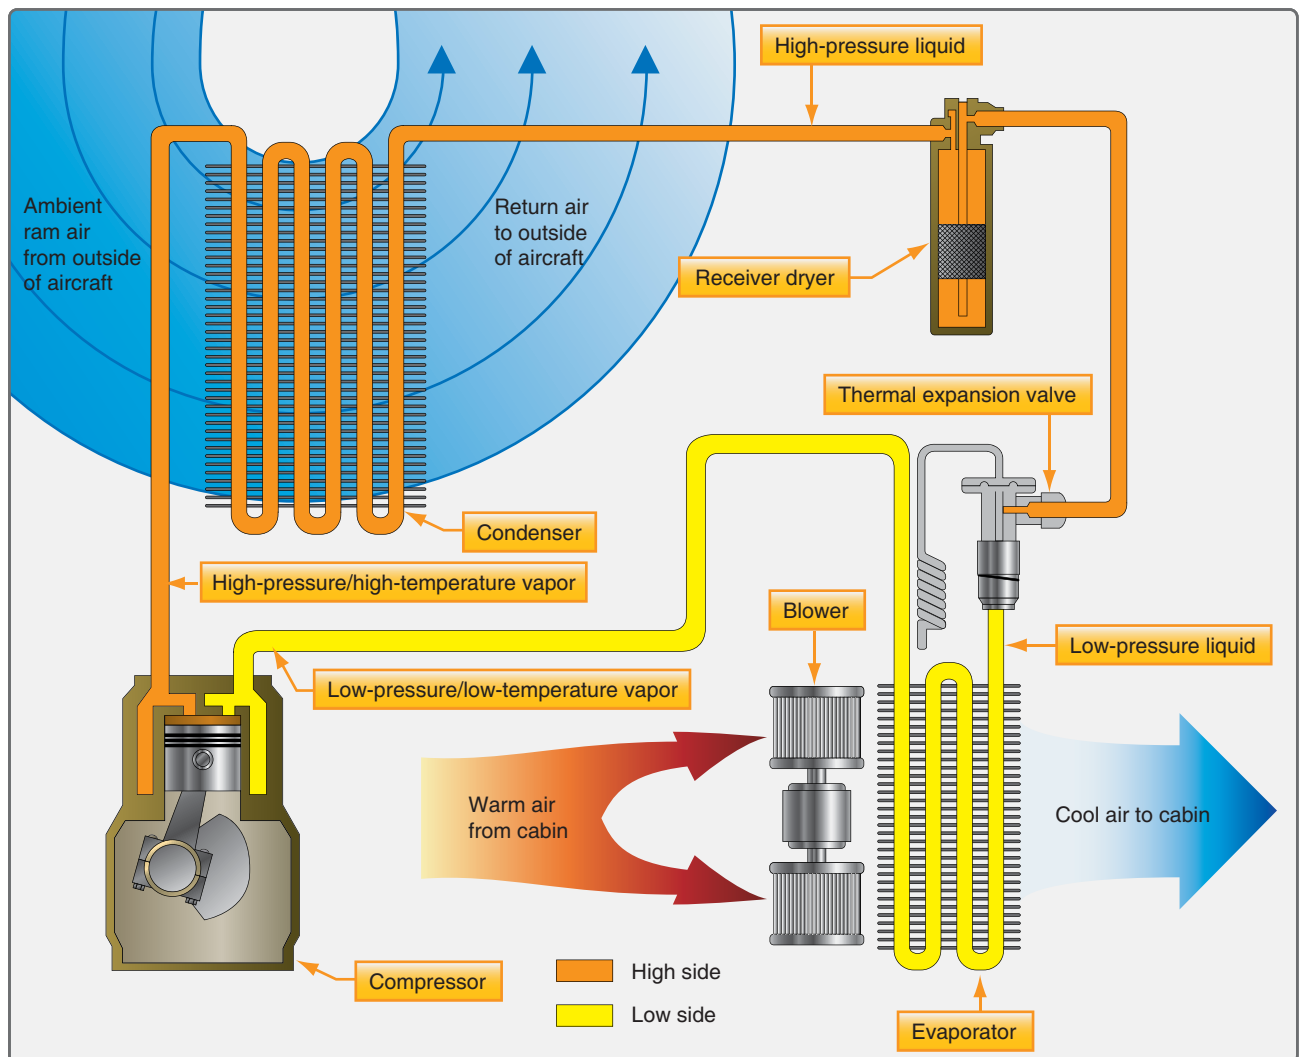 High-pressure liquid
Ambient
ram air
from outside
of aircraft
Return air
to outside
of aircraft
Receiver dryer
Thermal expansion valve
Condenser
High-pressure/high-temperature vapor
Blower
Low-pressure liquid
Low-pressure/low-temperature vapor
Warm air
from cabin
Cool air to cabin
Compressor
High side
Low side
Evaporator